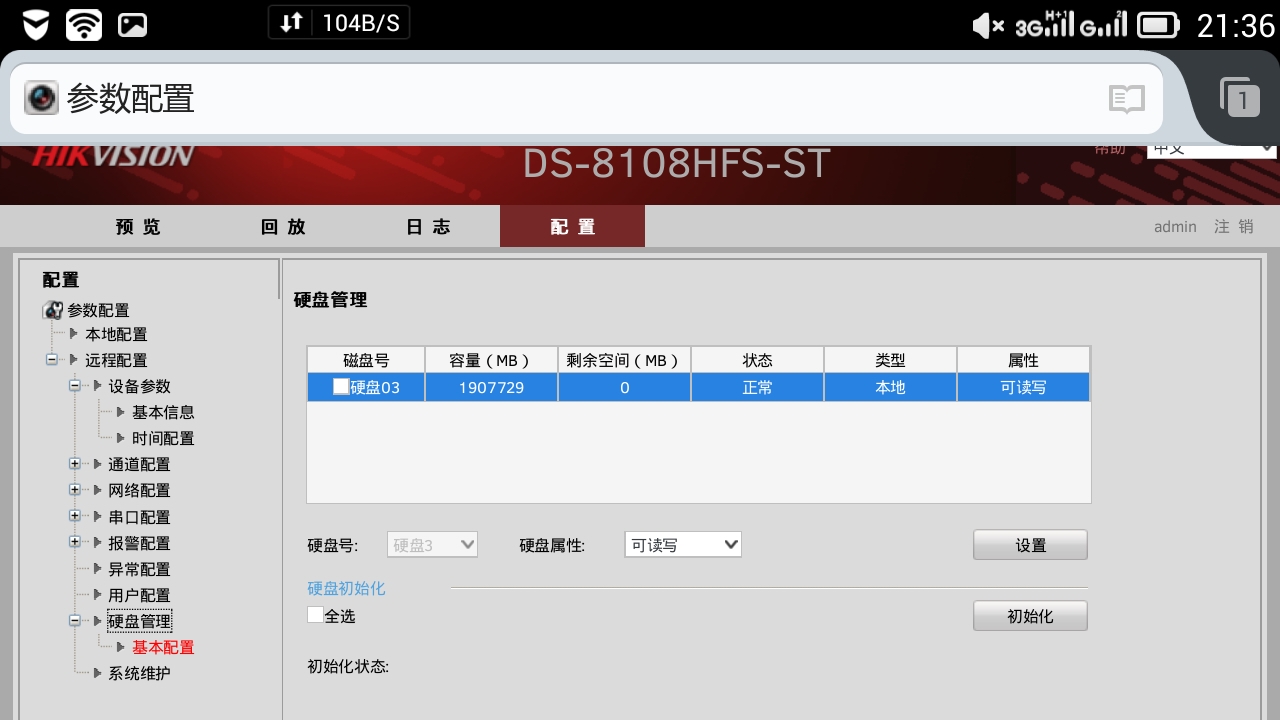 104B/S
3G H+1 G 2 21:36
参数配置 1
HIKVISION DS-8108HFS-ST 帮助 中文
预览 回放 日志 配置 admin 注销
配置
参数配置
本地配置
远程配置
设备参数
基本信息
时间配置
通道配置
网络配置
串口配置
报警配置
异常配置
用户配置
硬盘管理
基本配置
系统维护
硬盘管理
磁盘号 容量(MB) 剩余空间(MB) 状态 类型 属性
硬盘03 1907729 0 正常 本地 可读写
硬盘号: 硬盘3 硬盘属性: 可读写 设置
硬盘初始化
全选 初始化
初始化状态: